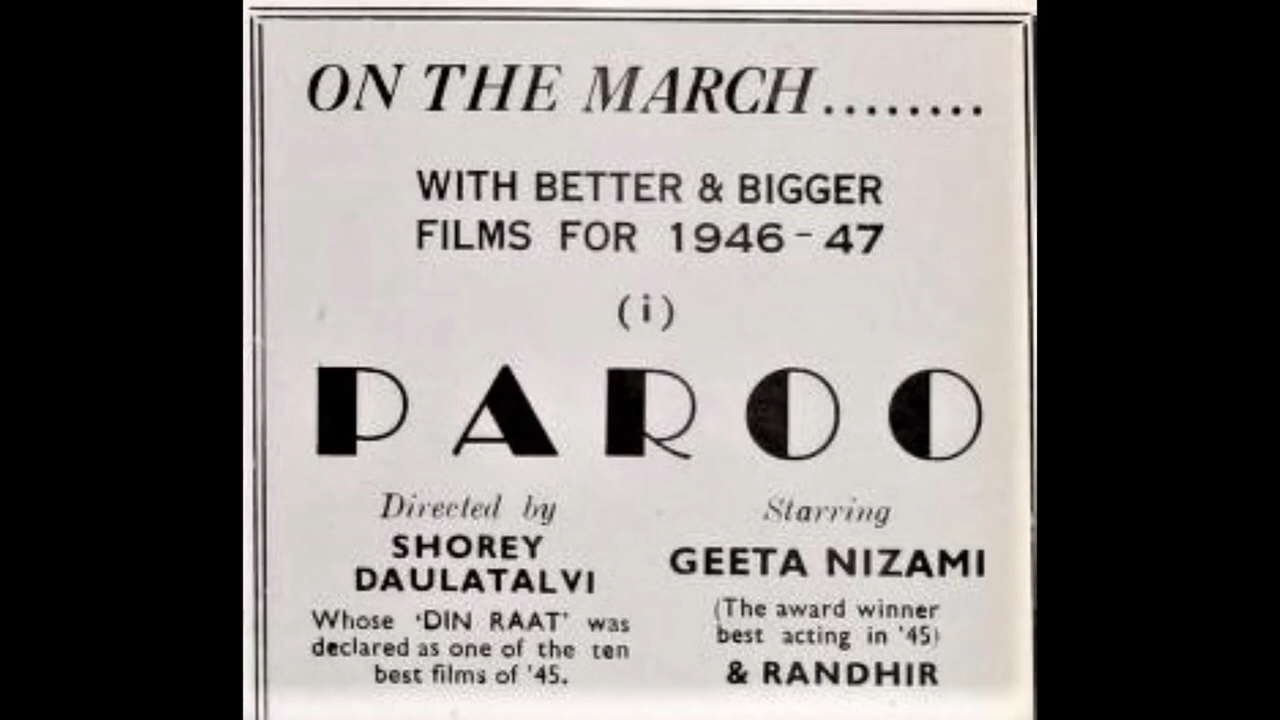 ON THE MARCH........
WITH BETTER & BIGGER
FILMS FOR 1946-47
(i)
PAROO
Directed by
SHOREY
DAULATALVI
Whose 'DIN RAAT' was
declared as one of the ten
best films of '45.
Starring
GEETA NIZAMI
(The award winner
best acting in '45)
& RANDHIR